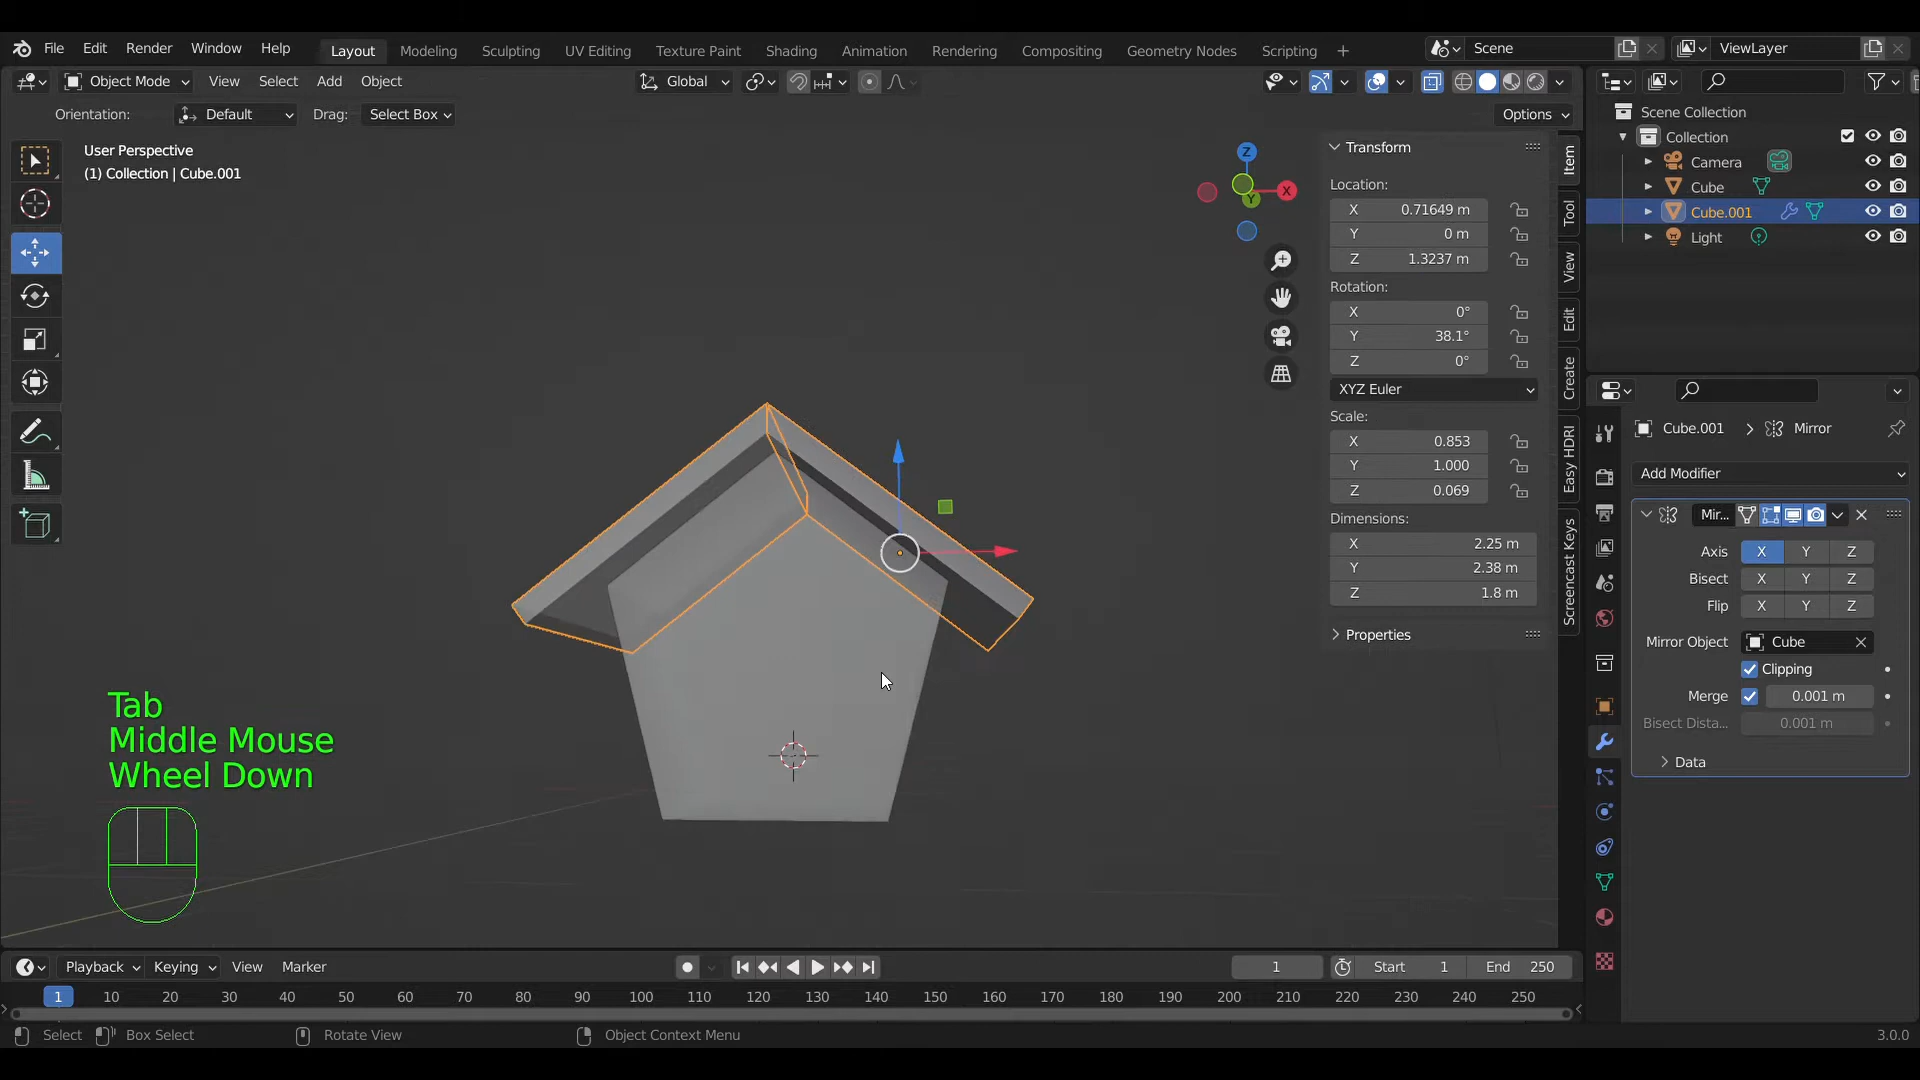 File Edit Render Window Help Layout Modeling Sculpting UV Editing Texture Paint Shading Animation Rendering Compositing Geometry Nodes Scripting + Scene ViewLayer
Object Mode View Select Add Object Global
Orientation: Default Drag: Select Box Options
User Perspective
(1) Collection | Cube.001
Z
X
Y
Transform
Location:
X 0.71649 m
Y 0 m
Z 1.3237 m
Rotation:
X 0°
Y 38.1°
Z 0°
XYZ Euler
Scale:
X 0.853
Y 1.000
Z 0.069
Dimensions:
X 2.25 m
Y 2.38 m
Z 1.8 m
Properties
Item
Tool
View
Edit
Create
Easy HDRI
Screencast Keys
Scene Collection
Collection
Camera
Cube
Cube.001
Light
Cube.001 > Mirror
Add Modifier
Mir...
Axis X Y Z
Bisect X Y Z
Flip X Y Z
Mirror Object Cube
Clipping
Merge 0.001 m
Bisect Dista... 0.001 m
Data
Tab
Middle Mouse
Wheel Down
Playback Keying View Marker 1 Start 1 End 250
1 10 20 30 40 50 60 70 80 90 100 110 120 130 140 150 160 170 180 190 200 210 220 230 240 250
Select Box Select Rotate View Object Context Menu 3.0.0